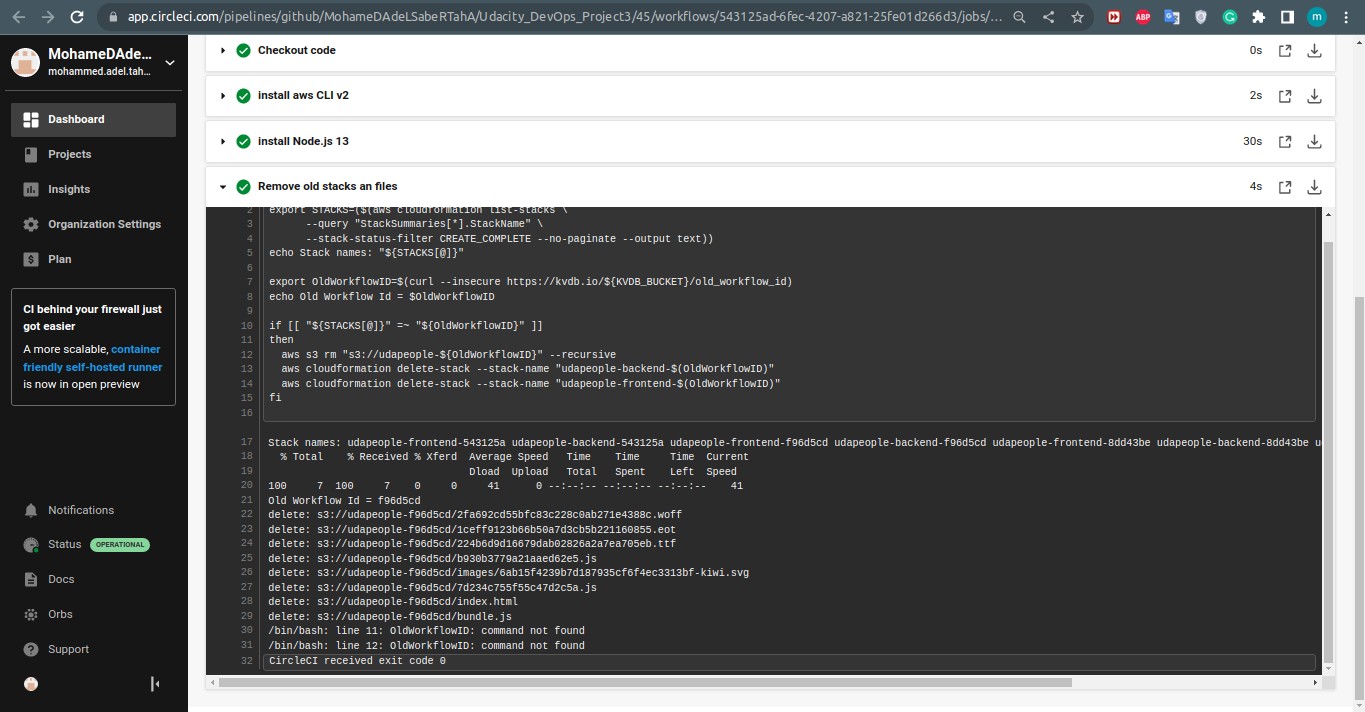 app.circleci.com/pipelines/github/MohameDAdeLSabeRTahA/Udacity_DevOps_Project3/45/workflows/543125ad-6fec-4207-a821-25fe01d266d3/jobs/...
ABP
m
MohameDAde...
mohammed.adel.tah...
Dashboard
Projects
Insights
Organization Settings
Plan
CI behind your firewall just
got easier
A more scalable, container
friendly self-hosted runner
is now in open preview
Notifications
Status OPERATIONAL
Docs
Orbs
Support
Checkout code 0s
install aws CLI v2 2s
install Node.js 13 30s
Remove old stacks an files 4s
2 export STACKS=($(aws cloudformation list-stacks \
3 --query "StackSummaries[*].StackName" \
4 --stack-status-filter CREATE_COMPLETE --no-paginate --output text))
5 echo Stack names: "${STACKS[@]}"
6
7 export OldWorkflowID=$(curl --insecure https://kvdb.io/${KVDB_BUCKET}/old_workflow_id)
8 echo Old Workflow Id = $OldWorkflowID
9
10 if [[ "${STACKS[@]}" =~ "${OldWorkflowID}" ]]
11 then
12 aws s3 rm "s3://udapeople-${OldWorkflowID}" --recursive
13 aws cloudformation delete-stack --stack-name "udapeople-backend-$(OldWorkflowID)"
14 aws cloudformation delete-stack --stack-name "udapeople-frontend-$(OldWorkflowID)"
15 fi
16
17 Stack names: udapeople-frontend-543125a udapeople-backend-543125a udapeople-frontend-f96d5cd udapeople-backend-f96d5cd udapeople-frontend-8dd43be udapeople-backend-8dd43be
18 % Total % Received % Xferd Average Speed Time Time Time Current
19 Dload Upload Total Spent Left Speed
20 100 7 100 7 0 0 41 0 --:--:-- --:--:-- --:--:-- 41
21 Old Workflow Id = f96d5cd
22 delete: s3://udapeople-f96d5cd/2fa692cd55bfc83c228c0ab271e4388c.woff
23 delete: s3://udapeople-f96d5cd/1ceff9123b66b50a7d3cb5b221160855.eot
24 delete: s3://udapeople-f96d5cd/224b6d9d16679dab02826a2a7ea705eb.ttf
25 delete: s3://udapeople-f96d5cd/b930b3779a21aaed62e5.js
26 delete: s3://udapeople-f96d5cd/images/6ab15f4239b7d187935cf6f4ec3313bf-kiwi.svg
27 delete: s3://udapeople-f96d5cd/7d234c755f55c47d2c5a.js
28 delete: s3://udapeople-f96d5cd/index.html
29 delete: s3://udapeople-f96d5cd/bundle.js
30 /bin/bash: line 11: OldWorkflowID: command not found
31 /bin/bash: line 12: OldWorkflowID: command not found
32 CircleCI received exit code 0